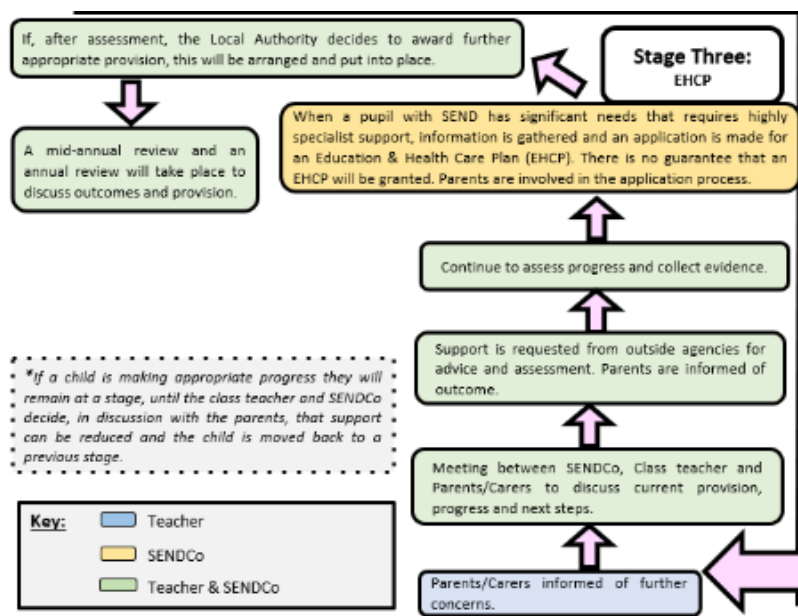 If, after assessment, the Local Authority decides to award further
appropriate provision, this will be arranged and put into place.
Stage Three:
EHCP
When a pupil with SEND has significant needs that requires highly
specialist support, information is gathered and an application is made for
an Education & Health Care Plan (EHCP). There is no guarantee that an
EHCP will be granted. Parents are involved in the application process.
A mid-annual review and an
annual review will take place to
discuss outcomes and provision.
Continue to assess progress and collect evidence.
Support is requested from outside agencies for
advice and assessment. Parents are informed of
outcome.
*If a child is making appropriate progress they will
remain at a stage, until the class teacher and SENDCo
decide, in discussion with the parents, that support
can be reduced and the child is moved back to a
previous stage.
Meeting between SENDCo, Class teacher and
Parents/Carers to discuss current provision,
progress and next steps.
Key:
Teacher
SENDCo
Teacher & SENDCo
Parents/Carers informed of further
concerns.